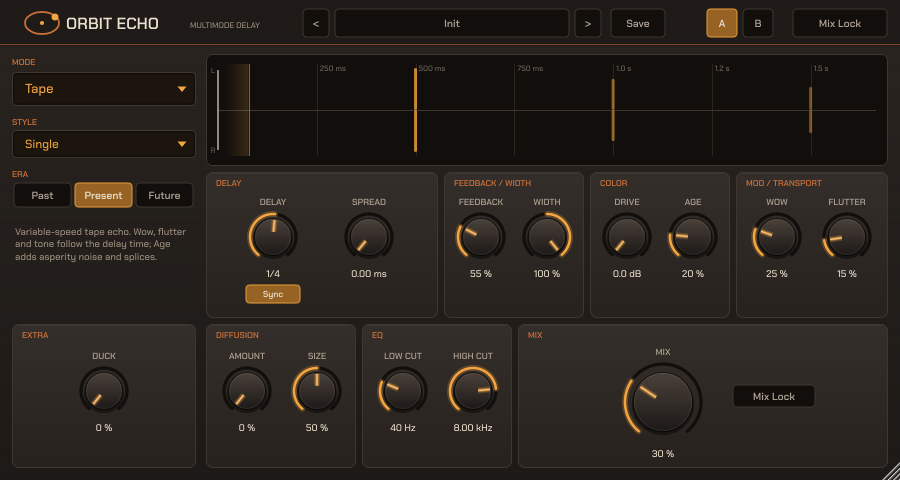 ORBIT ECHO
MULTIMODE DELAY
<
Init
>
Save
A
B
Mix Lock
MODE
Tape
STYLE
Single
ERA
Past
Present
Future
Variable-speed tape echo. Wow, flutter
and tone follow the delay time; Age
adds asperity noise and splices.
L
R
250 ms
500 ms
750 ms
1.0 s
1.2 s
1.5 s
DELAY
DELAY
SPREAD
1/4
0.00 ms
Sync
FEEDBACK / WIDTH
FEEDBACK
WIDTH
55 %
100 %
COLOR
DRIVE
AGE
0.0 dB
20 %
MOD / TRANSPORT
WOW
FLUTTER
25 %
15 %
EXTRA
DUCK
0 %
DIFFUSION
AMOUNT
SIZE
0 %
50 %
EQ
LOW CUT
HIGH CUT
40 Hz
8.00 kHz
MIX
MIX
30 %
Mix Lock